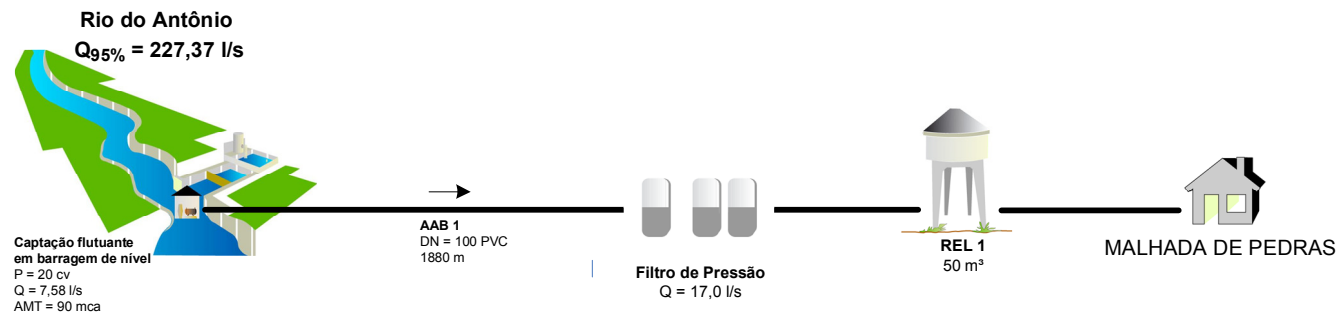 Rio do Antônio
Q95% = 227,37 l/s
Captação flutuante
em barragem de nível
P = 20 cv
Q = 7,58 l/s
AMT = 90 mca
AAB 1
DN = 100 PVC
1880 m
Filtro de Pressão
Q = 17,0 l/s
REL 1
50 m³
MALHADA DE PEDRAS